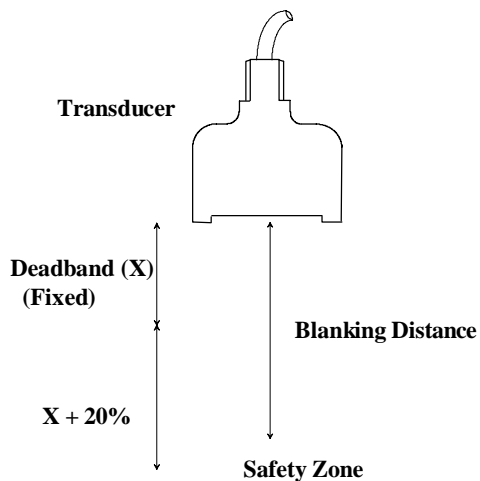 Transducer
Deadband (X)
(Fixed)
Blanking Distance
X + 20%
Safety Zone